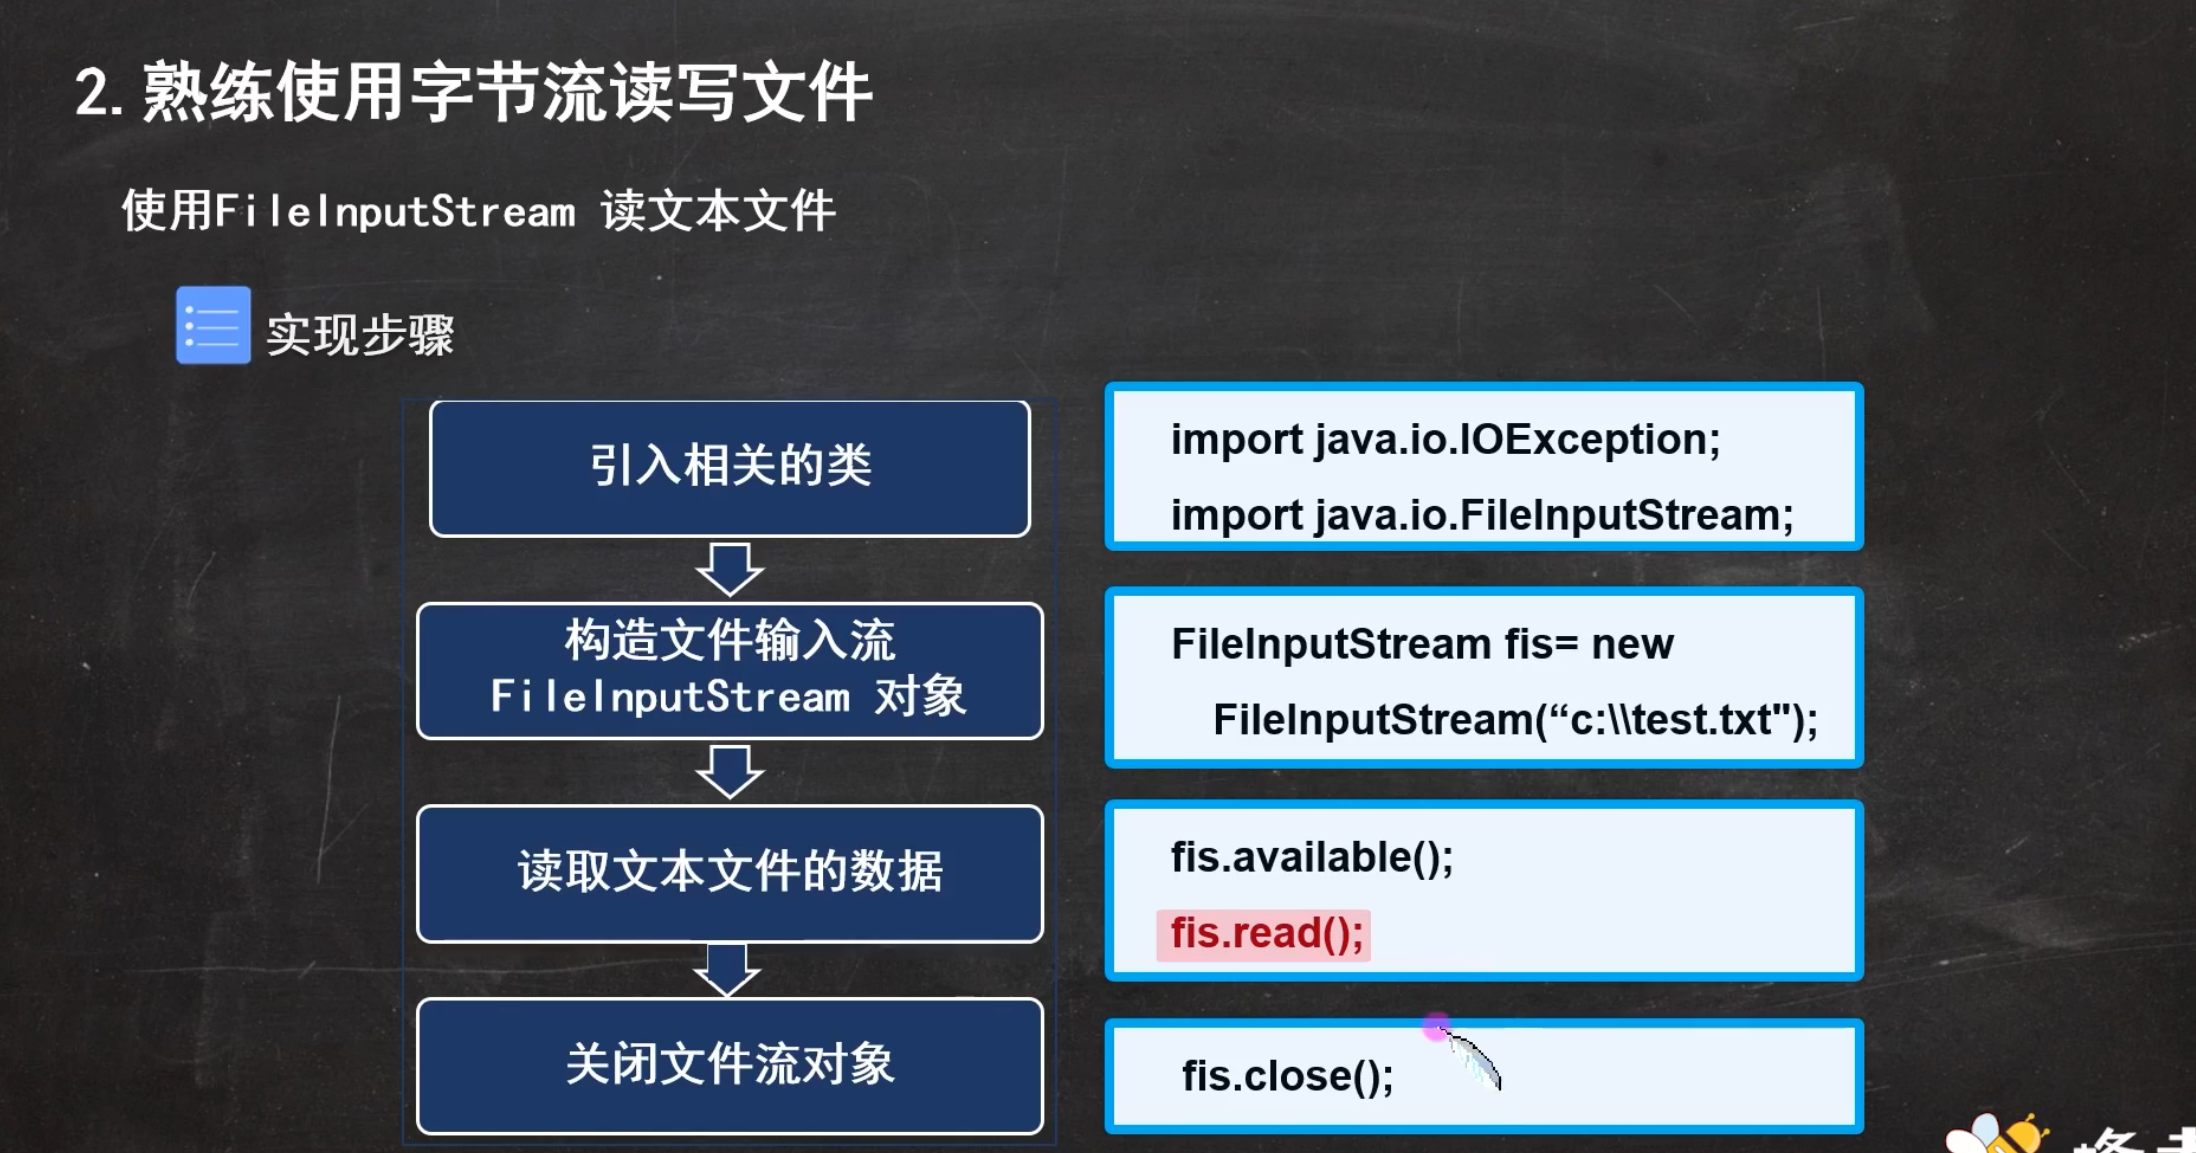 2. 熟练使用字节流读写文件
使用FileInputStream 读文本文件
实现步骤
引入相关的类
import java.io.IOException;
import java.io.FileInputStream;
构造文件输入流
FileInputStream 对象
FileInputStream fis= new
FileInputStream(“c:\\test.txt");
读取文本文件的数据
fis.available();
fis.read();
关闭文件流对象
fis.close();